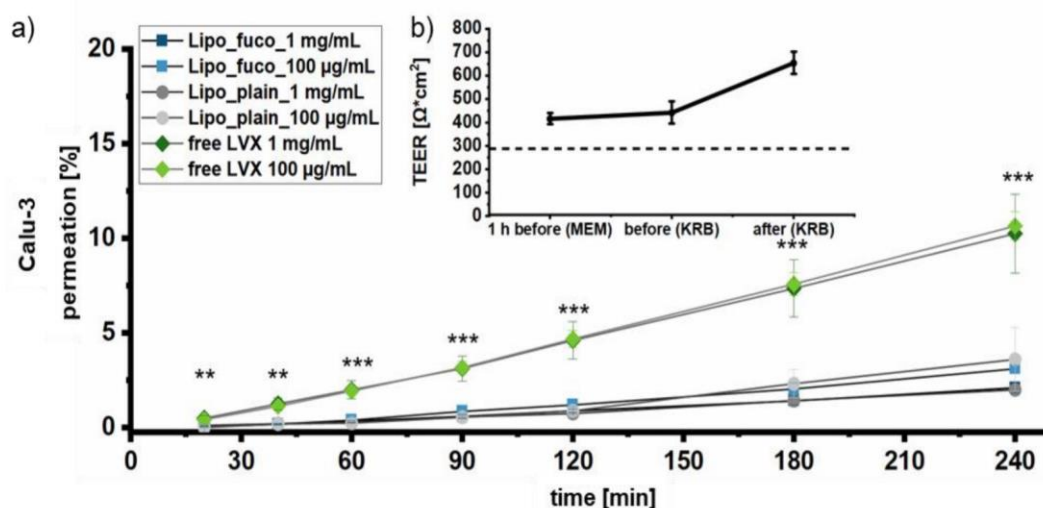 a)
Calu-3
permeation [%]
20
15
10
5
0
Lipo_fuco_1 mg/mL
Lipo_fuco_100 µg/mL
Lipo_plain_1 mg/mL
Lipo_plain_100 µg/mL
free LVX 1 mg/mL
free LVX 100 µg/mL
b)
TEER [Ω*cm²]
800
700
600
500
400
300
200
100
0
1 h before (MEM) before (KRB) after (KRB)
** ** *** *** *** *** ***
0 30 60 90 120 150 180 210 240
time [min]